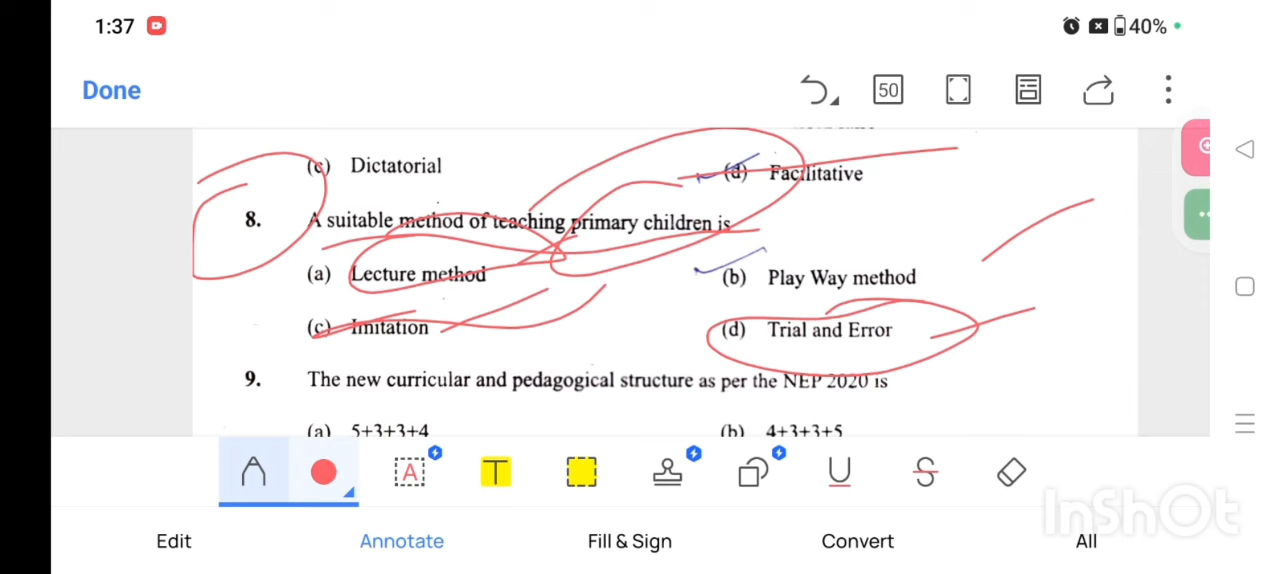 1:37
40%
Done
50
(c) Dictatorial
(d) Facilitative
8. A suitable method of teaching primary children is
(a) Lecture method
(b) Play Way method
(c) Imitation
(d) Trial and Error
9. The new curricular and pedagogical structure as per the NEP 2020 is
(a) 5+3+3+4
(b) 4+3+3+5
A
T
U
S
Edit
Annotate
Fill & Sign
Convert
All
InShOt